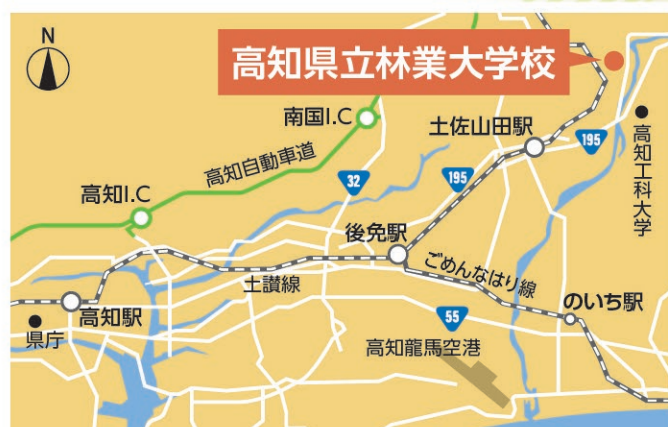 N
高知県立林業大学校
南国I.C
土佐山田駅
195
高知工科大学
高知自動車道
32
195
高知I.C
後免駅
ごめんなはり線
土讃線
のいち駅
高知駅
55
県庁
高知龍馬空港